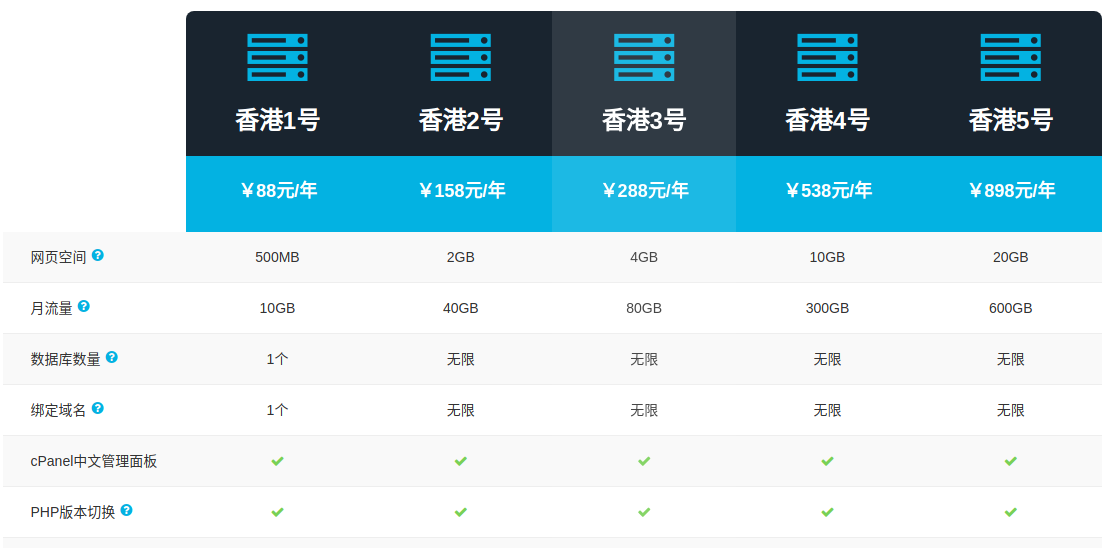 香港1号 香港2号 香港3号 香港4号 香港5号
￥88元/年 ￥158元/年 ￥288元/年 ￥538元/年 ￥898元/年
网页空间 ? 500MB 2GB 4GB 10GB 20GB
月流量 ? 10GB 40GB 80GB 300GB 600GB
数据库数量 ? 1个 无限 无限 无限 无限
绑定域名 ? 1个 无限 无限 无限 无限
cPanel中文管理面板
PHP版本切换 ?